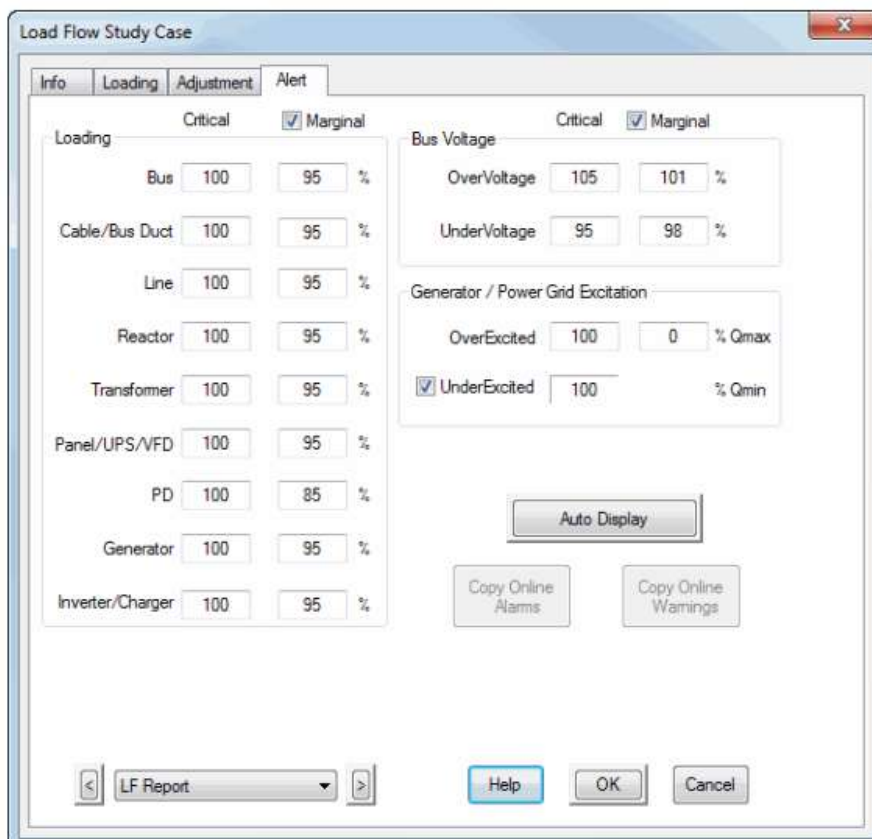 Load Flow Study Case
Info Loading Adjustment Alert
Critical Marginal
Loading
Bus 100 95 %
Cable/Bus Duct 100 95 %
Line 100 95 %
Reactor 100 95 %
Transformer 100 95 %
Panel/UPS/VFD 100 95 %
PD 100 85 %
Generator 100 95 %
Inverter/Charger 100 95 %
Critical Marginal
Bus Voltage
OverVoltage 105 101 %
UnderVoltage 95 98 %
Generator / Power Grid Excitation
OverExcited 100 0 % Qmax
UnderExcited 100 % Qmin
Auto Display
Copy Online Alarms
Copy Online Warnings
< LF Report >
Help OK Cancel